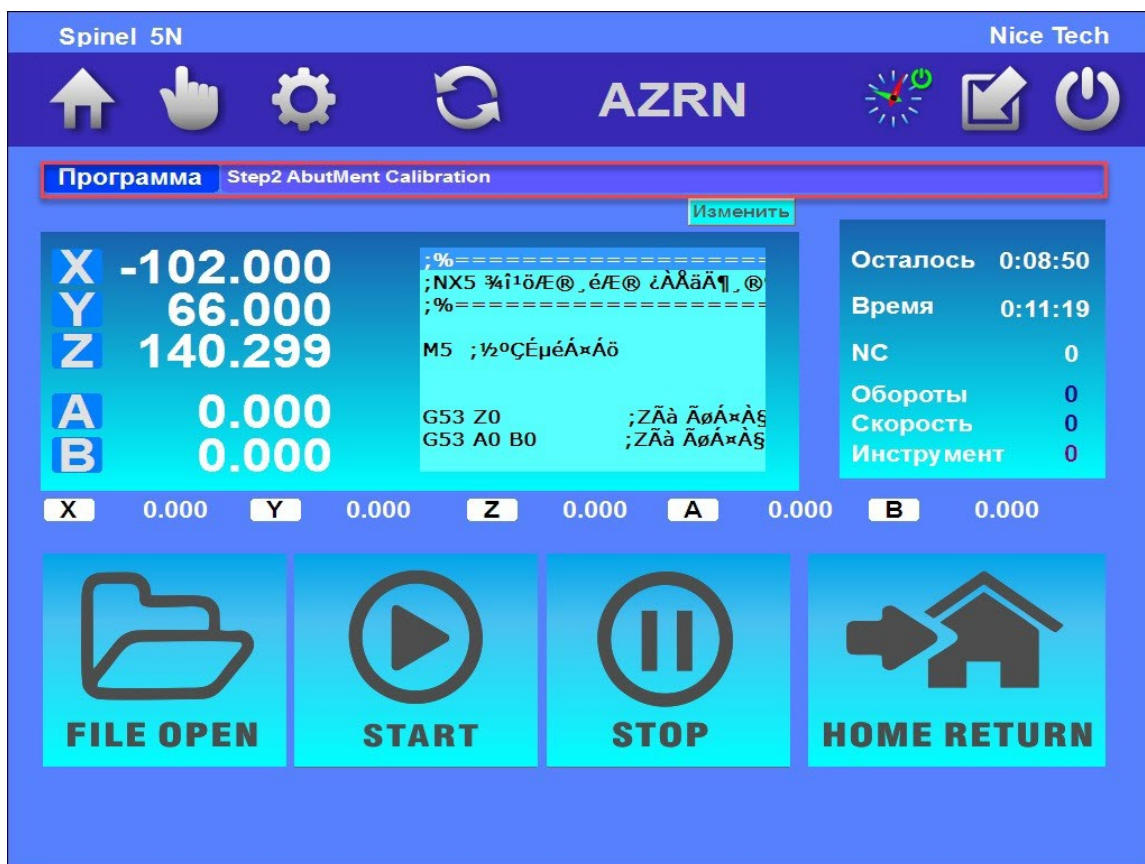 Spinel 5N
Nice Tech
AZRN
Программа Step2 AbutMent Calibration
Изменить
X -102.000
Y 66.000
Z 140.299
A 0.000
B 0.000
;%====================
;NX5 ¾î¹öÆ®¸éÆ® ¿ÀÅäÄ¶¸®
;%====================
M5 ;½ºÇÉµéÁ¤Áö
G53 Z0 ;ZÃà ÃøÁ¤À§
G53 A0 B0 ;ZÃà ÃøÁ¤À§
Осталось 0:08:50
Время 0:11:19
NC 0
Обороты 0
Скорость 0
Инструмент 0
X 0.000 Y 0.000 Z 0.000 A 0.000 B 0.000
FILE OPEN
START
STOP
HOME RETURN